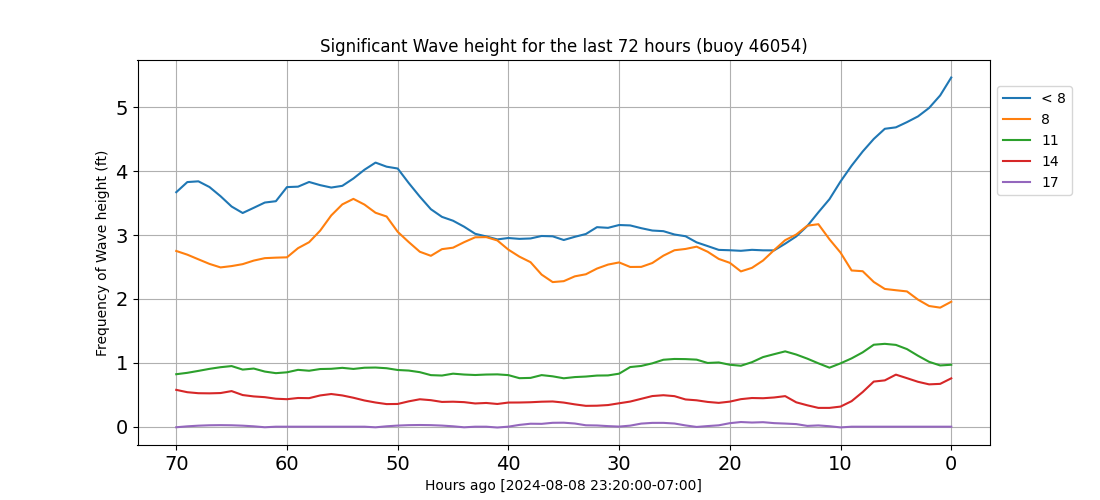 Significant Wave height for the last 72 hours (buoy 46054)
Frequency of Wave height (ft)
5
4
3
2
1
0
70 60 50 40 30 20 10 0
Hours ago [2024-08-08 23:20:00-07:00]
< 8
8
11
14
17